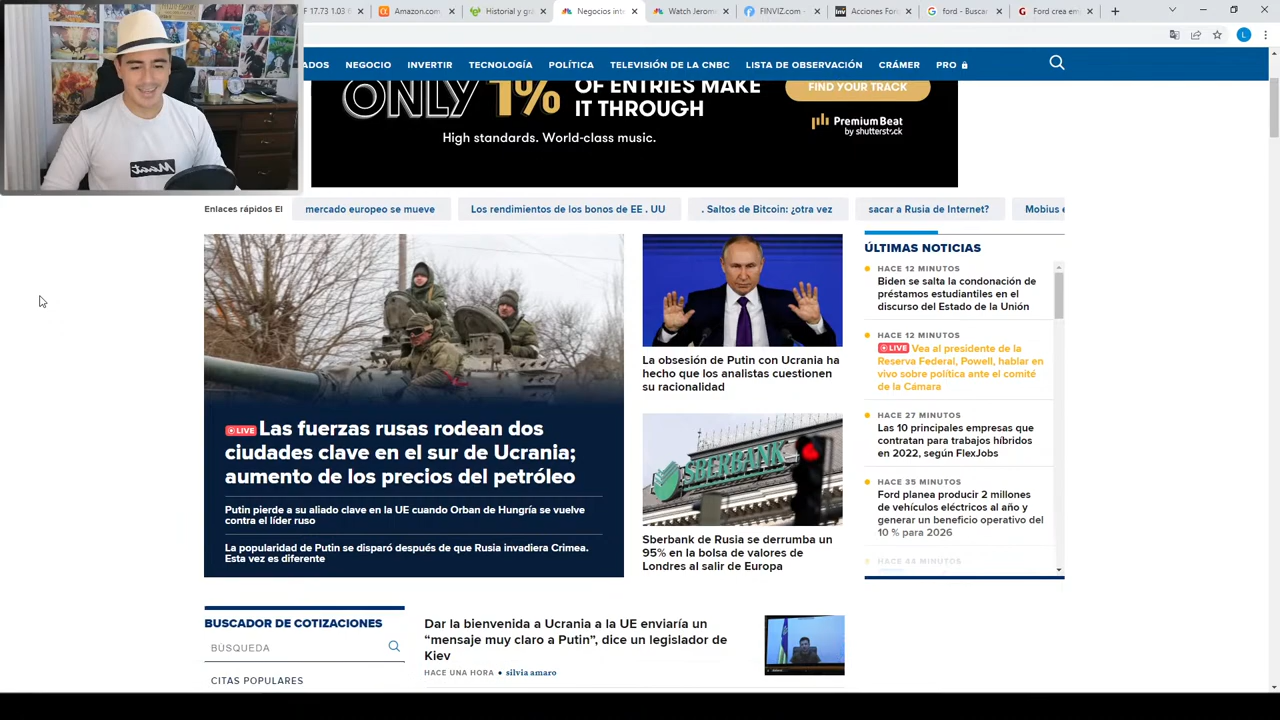 F 17.73 1.03 (
Amazon.com
Historial y gr
Negocios inte
Watch Jerom
FINVIZ.com -
Acciones For
ford - Buscar
Ford crea em
L
ADOS NEGOCIO INVERTIR TECNOLOGÍA POLÍTICA TELEVISIÓN DE LA CNBC LISTA DE OBSERVACIÓN CRÁMER PRO
ONLY 1%
OF ENTRIES MAKE
IT THROUGH
High standards. World-class music.
FIND YOUR TRACK
PremiumBeat
by shutterstock
Enlaces rápidos El
mercado europeo se mueve
Los rendimientos de los bonos de EE . UU
. Saltos de Bitcoin: ¿otra vez
sacar a Rusia de Internet?
Mobius e
LIVE Las fuerzas rusas rodean dos
ciudades clave en el sur de Ucrania;
aumento de los precios del petróleo
Putin pierde a su aliado clave en la UE cuando Orban de Hungría se vuelve
contra el líder ruso
La popularidad de Putin se disparó después de que Rusia invadiera Crimea.
Esta vez es diferente
La obsesión de Putin con Ucrania ha
hecho que los analistas cuestionen
su racionalidad
SBERBANK
Sberbank de Rusia se derrumba un
95% en la bolsa de valores de
Londres al salir de Europa
ÚLTIMAS NOTICIAS
HACE 12 MINUTOS
Biden se salta la condonación de
préstamos estudiantiles en el
discurso del Estado de la Unión
HACE 12 MINUTOS
LIVE Vea al presidente de la
Reserva Federal, Powell, hablar en
vivo sobre política ante el comité
de la Cámara
HACE 27 MINUTOS
Las 10 principales empresas que
contratan para trabajos híbridos
en 2022, según FlexJobs
HACE 35 MINUTOS
Ford planea producir 2 millones
de vehículos eléctricos al año y
generar un beneficio operativo del
10 % para 2026
HACE 44 MINUTOS
BUSCADOR DE COTIZACIONES
BÚSQUEDA
CITAS POPULARES
Dar la bienvenida a Ucrania a la UE enviaría un
“mensaje muy claro a Putin”, dice un legislador de
Kiev
HACE UNA HORA • silvia amaro